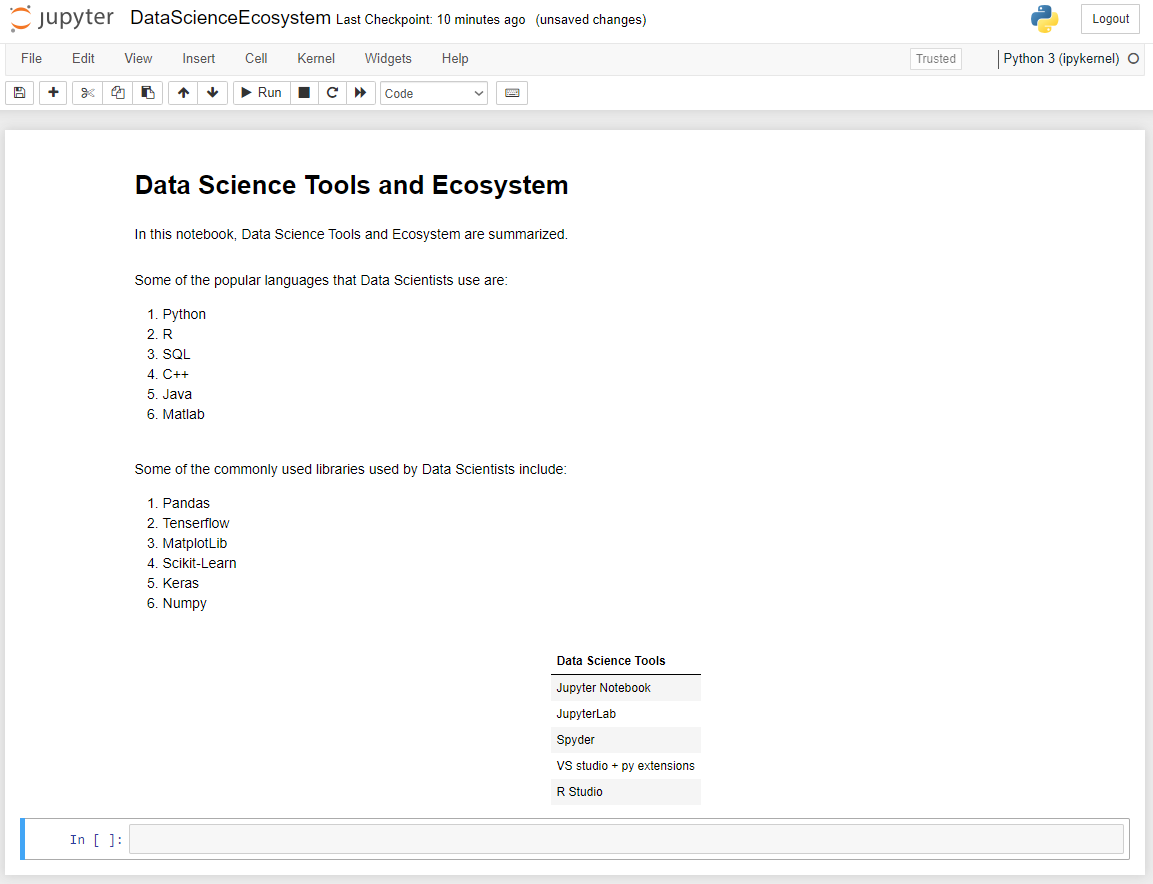 jupyter DataScienceEcosystem Last Checkpoint: 10 minutes ago (unsaved changes) Logout
File Edit View Insert Cell Kernel Widgets Help Trusted Python 3 (ipykernel)
Run Code
Data Science Tools and Ecosystem
In this notebook, Data Science Tools and Ecosystem are summarized.
Some of the popular languages that Data Scientists use are:
1. Python
2. R
3. SQL
4. C++
5. Java
6. Matlab
Some of the commonly used libraries used by Data Scientists include:
1. Pandas
2. Tenserflow
3. MatplotLib
4. Scikit-Learn
5. Keras
6. Numpy
Data Science Tools
Jupyter Notebook
JupyterLab
Spyder
VS studio + py extensions
R Studio
In [ ]: